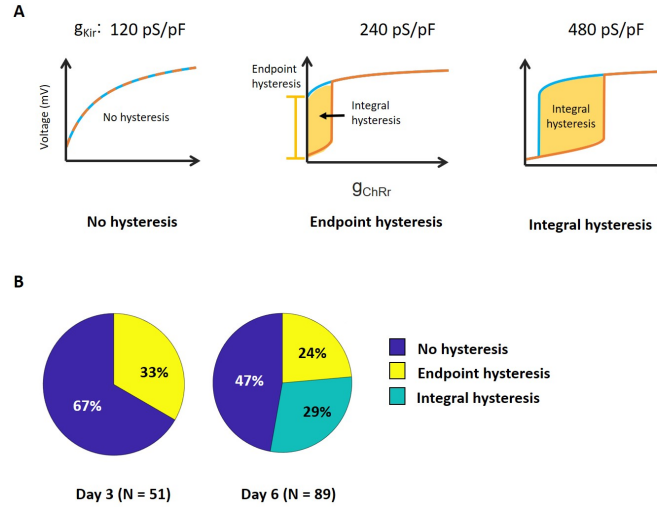 A
gKir: 120 pS/pF
240 pS/pF
480 pS/pF
Voltage (mV)
No hysteresis
Endpoint
hysteresis
Integral
hysteresis
Integral
hysteresis
gChRr
No hysteresis
Endpoint hysteresis
Integral hysteresis
B
33%
67%
24%
47%
29%
No hysteresis
Endpoint hysteresis
Integral hysteresis
Day 3 (N = 51)
Day 6 (N = 89)